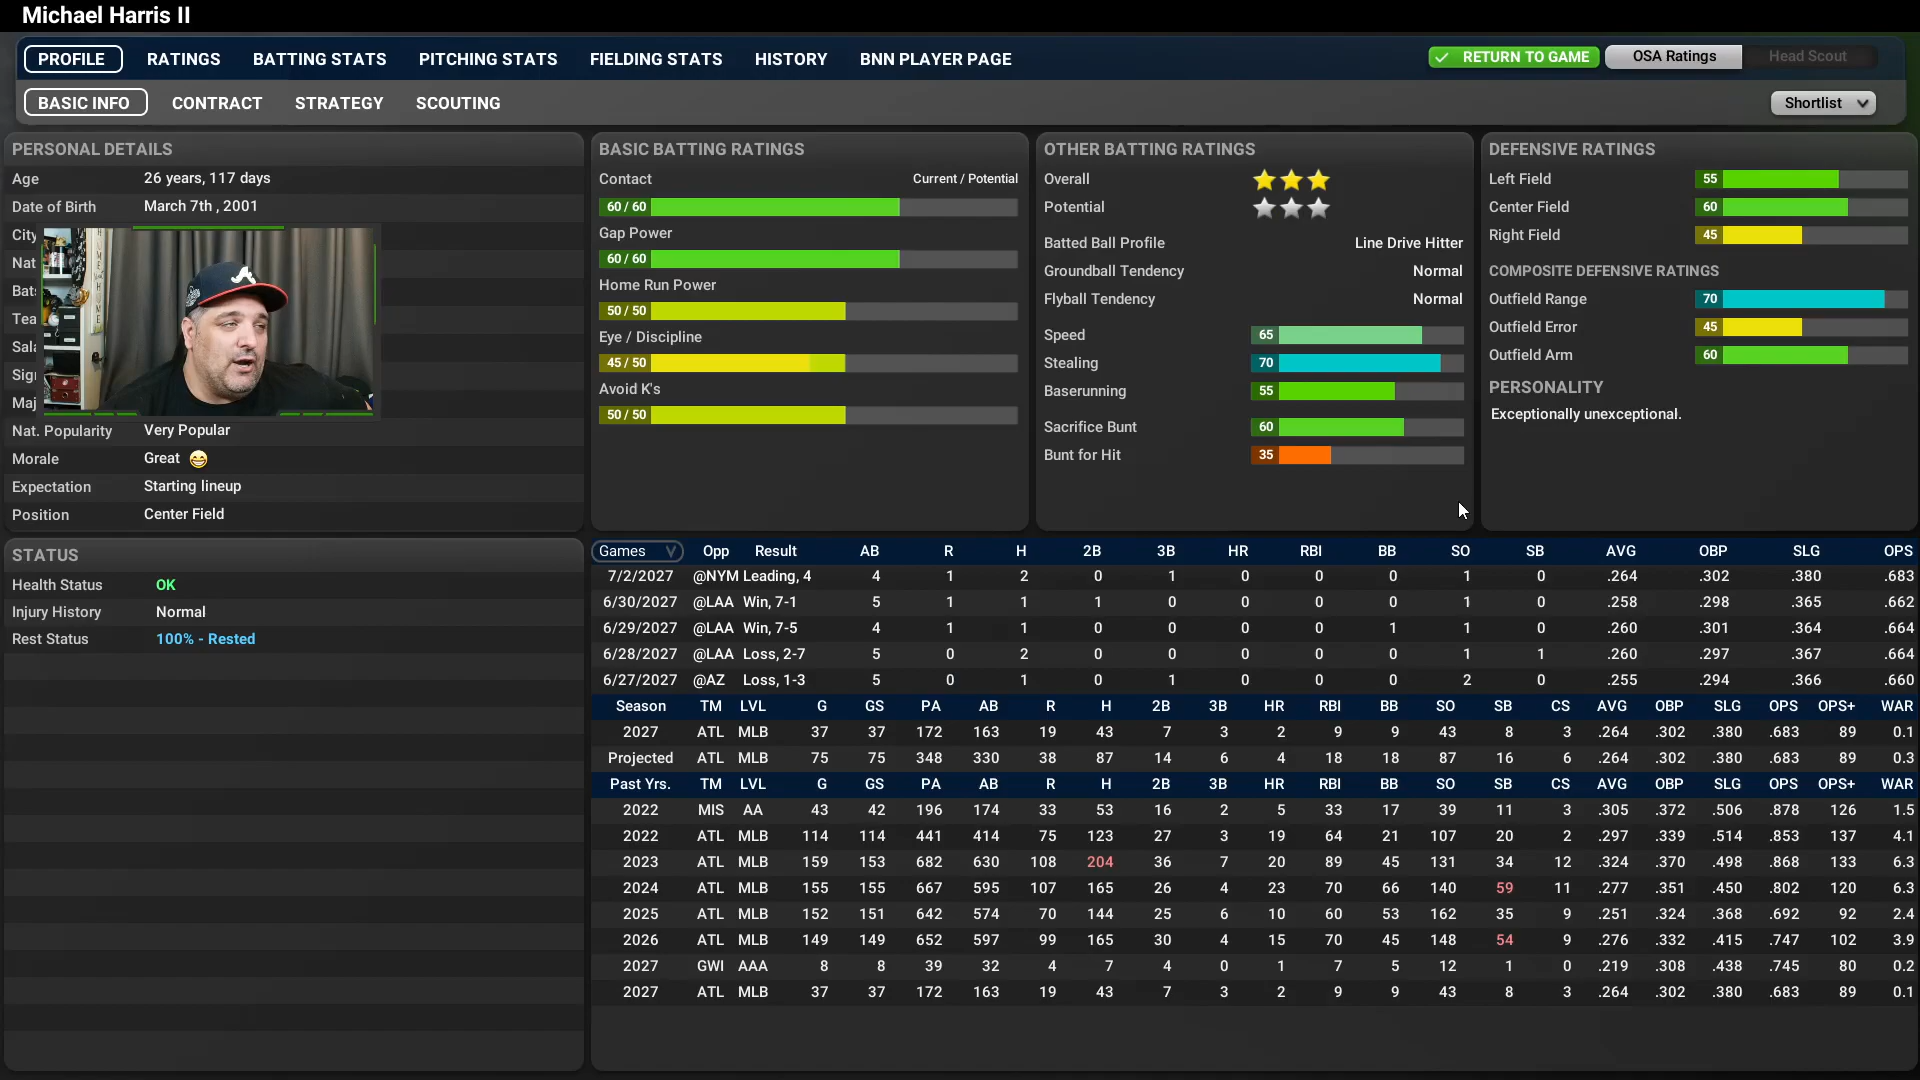 Michael Harris II
PROFILE RATINGS BATTING STATS PITCHING STATS FIELDING STATS HISTORY BNN PLAYER PAGE RETURN TO GAME OSA Ratings Head Scout
BASIC INFO CONTRACT STRATEGY SCOUTING Shortlist
PERSONAL DETAILS
Age 26 years, 117 days
Date of Birth March 7th , 2001
City
Nat
Bats
Tea
Sala
Sig
Maj
Nat. Popularity Very Popular
Morale Great
Expectation Starting lineup
Position Center Field
STATUS
Health Status OK
Injury History Normal
Rest Status 100% - Rested
BASIC BATTING RATINGS
Contact Current / Potential
60 / 60
Gap Power
60 / 60
Home Run Power
50 / 50
Eye / Discipline
45 / 50
Avoid K's
50 / 50
OTHER BATTING RATINGS
Overall
Potential
Batted Ball Profile Line Drive Hitter
Groundball Tendency Normal
Flyball Tendency Normal
Speed 65
Stealing 70
Baserunning 55
Sacrifice Bunt 60
Bunt for Hit 35
DEFENSIVE RATINGS
Left Field 55
Center Field 60
Right Field 45
COMPOSITE DEFENSIVE RATINGS
Outfield Range 70
Outfield Error 45
Outfield Arm 60
PERSONALITY
Exceptionally unexceptional.
Games Opp Result AB R H 2B 3B HR RBI BB SO SB AVG OBP SLG OPS
7/2/2027 @NYM Leading, 4 4 1 2 0 1 0 0 0 1 0 .264 .302 .380 .683
6/30/2027 @LAA Win, 7-1 5 1 1 1 0 0 0 0 1 0 .258 .298 .365 .662
6/29/2027 @LAA Win, 7-5 4 1 1 0 0 0 0 1 1 0 .260 .301 .364 .664
6/28/2027 @LAA Loss, 2-7 5 0 2 0 0 0 0 0 1 1 .260 .297 .367 .664
6/27/2027 @AZ Loss, 1-3 5 0 1 0 1 0 0 0 2 0 .255 .294 .366 .660
Season TM LVL G GS PA AB R H 2B 3B HR RBI BB SO SB CS AVG OBP SLG OPS OPS+ WAR
2027 ATL MLB 37 37 172 163 19 43 7 3 2 9 9 43 8 3 .264 .302 .380 .683 89 0.1
Projected ATL MLB 75 75 348 330 38 87 14 6 4 18 18 87 16 6 .264 .302 .380 .683 89 0.3
Past Yrs. TM LVL G GS PA AB R H 2B 3B HR RBI BB SO SB CS AVG OBP SLG OPS OPS+ WAR
2022 MIS AA 43 42 196 174 33 53 16 2 5 33 17 39 11 3 .305 .372 .506 .878 126 1.5
2022 ATL MLB 114 114 441 414 75 123 27 3 19 64 21 107 20 2 .297 .339 .514 .853 137 4.1
2023 ATL MLB 159 153 682 630 108 204 36 7 20 89 45 131 34 12 .324 .370 .498 .868 133 6.3
2024 ATL MLB 155 155 667 595 107 165 26 4 23 70 66 140 59 11 .277 .351 .450 .802 120 6.3
2025 ATL MLB 152 151 642 574 70 144 25 6 10 60 53 162 35 9 .251 .324 .368 .692 92 2.4
2026 ATL MLB 149 149 652 597 99 165 30 4 15 70 45 148 54 9 .276 .332 .415 .747 102 3.9
2027 GWI AAA 8 8 39 32 4 7 4 0 1 7 5 12 1 0 .219 .308 .438 .745 80 0.2
2027 ATL MLB 37 37 172 163 19 43 7 3 2 9 9 43 8 3 .264 .302 .380 .683 89 0.1